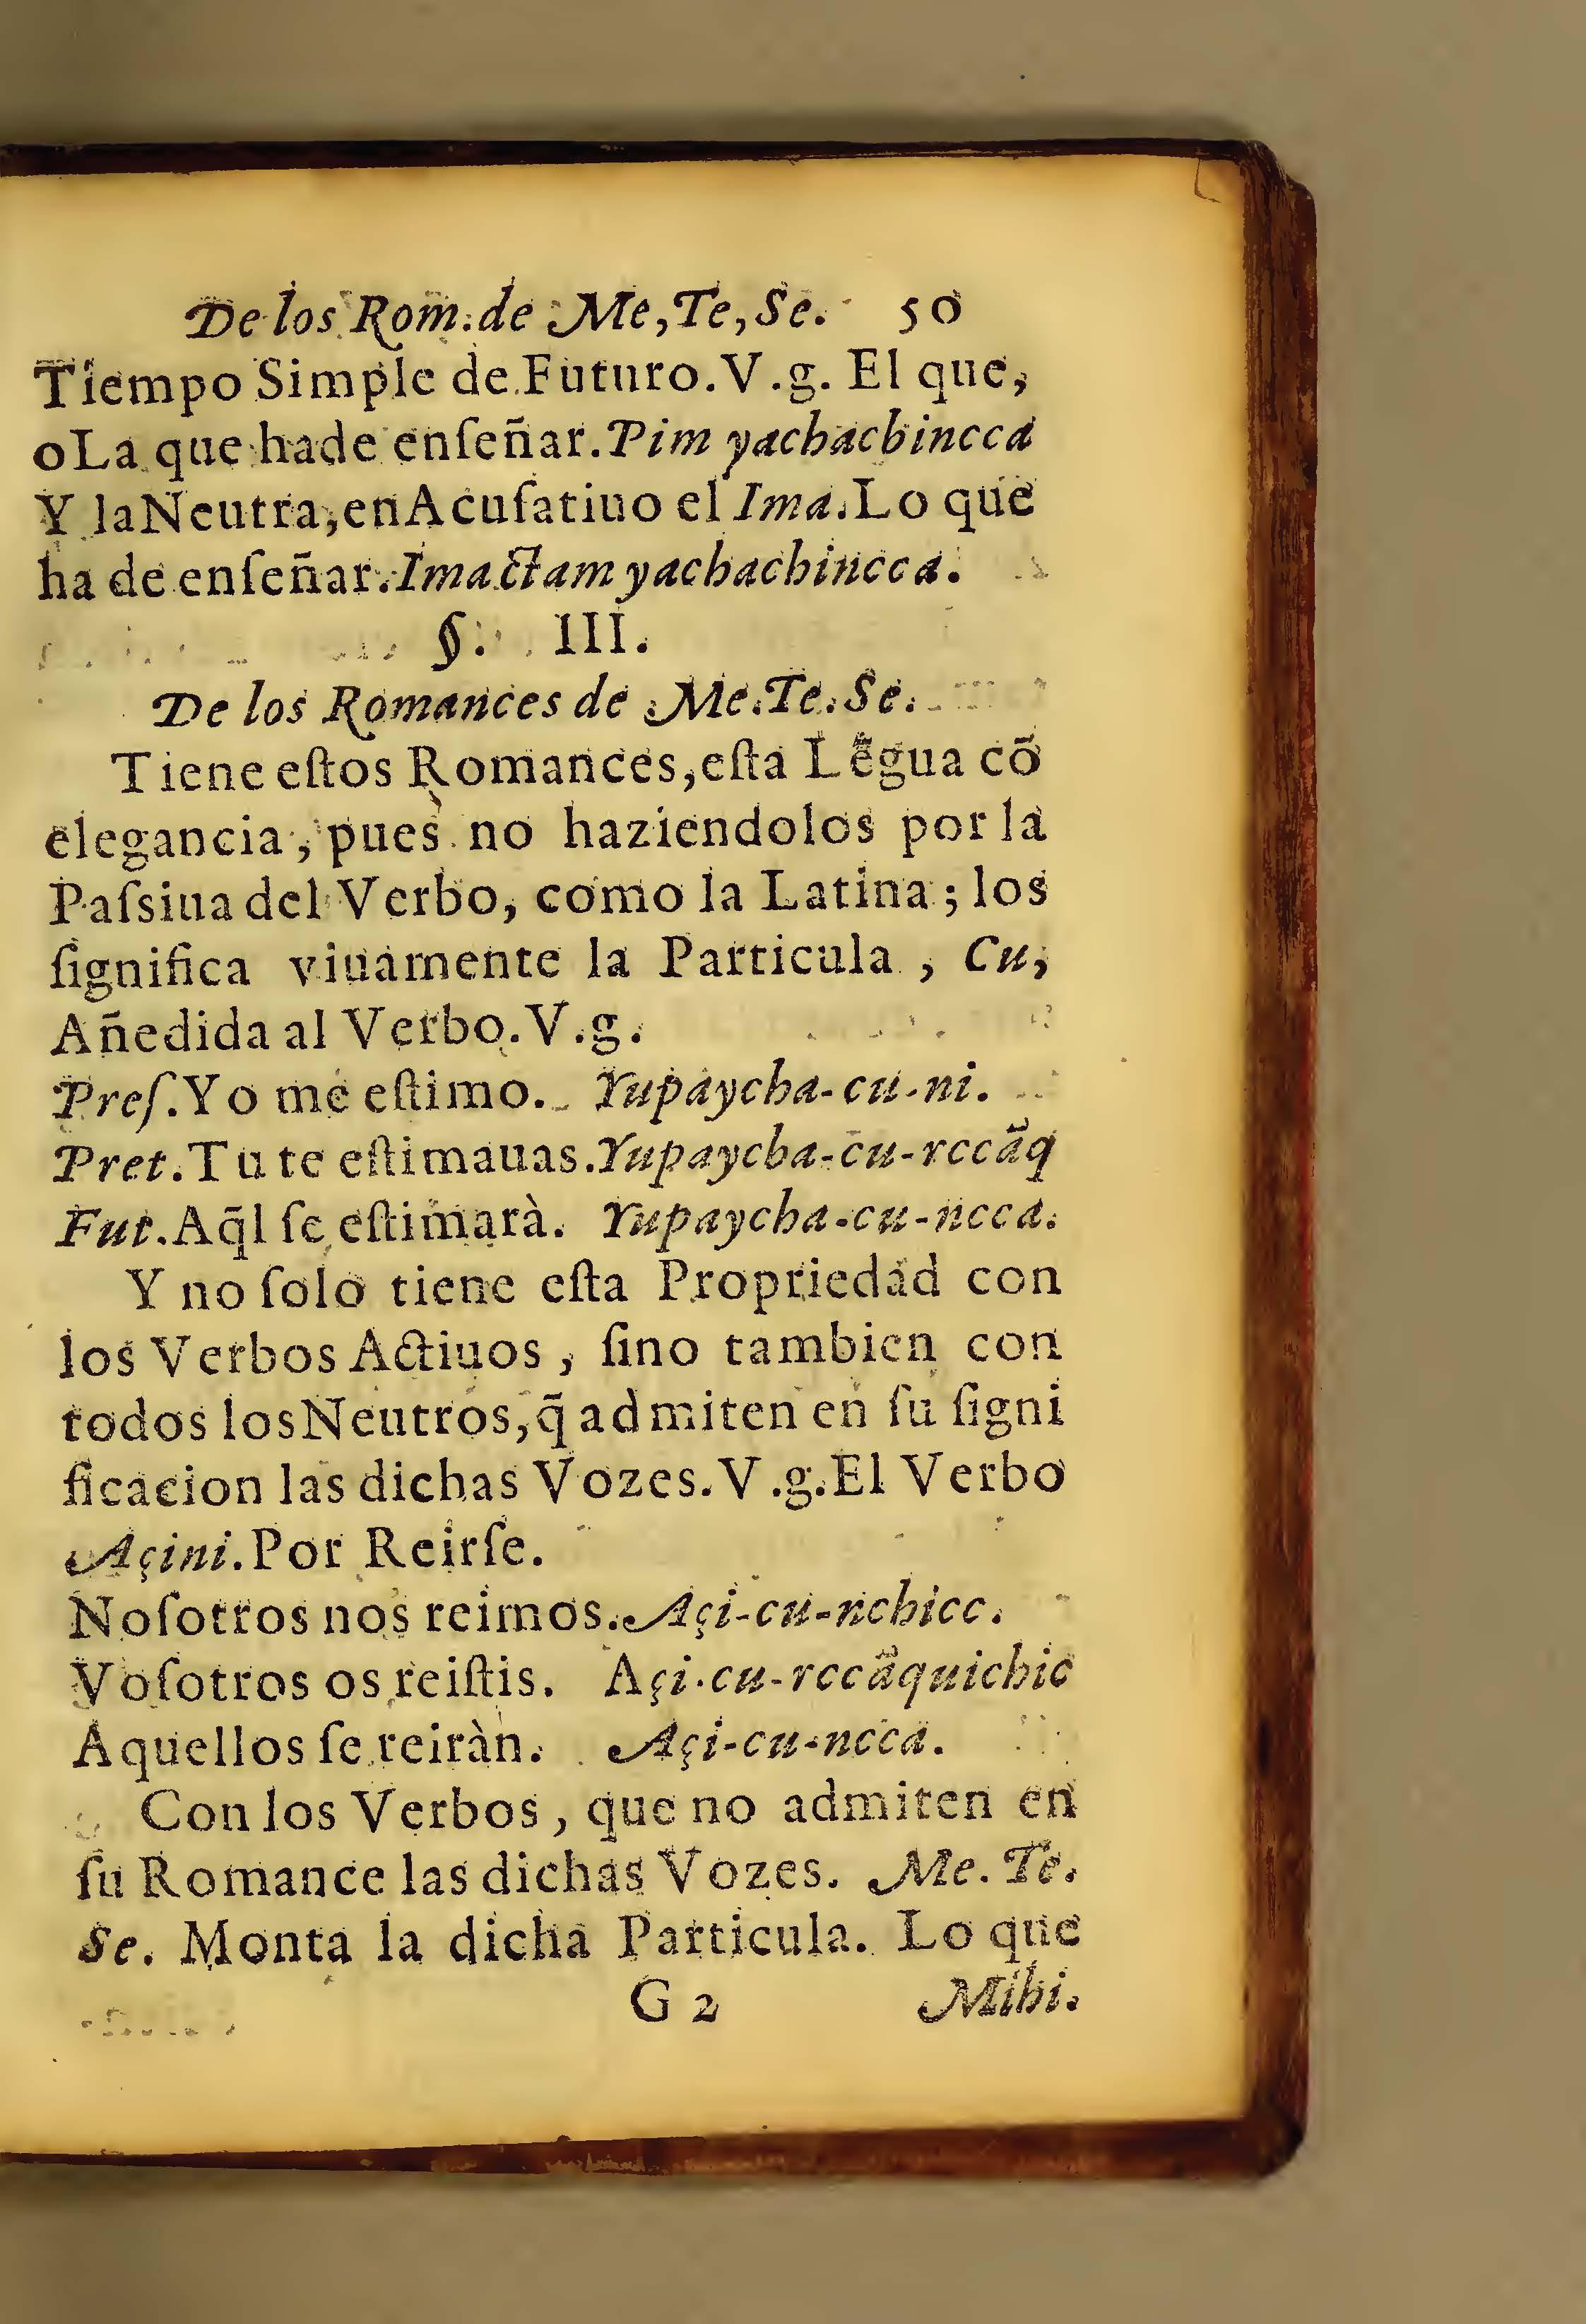 De los Rom. de Me, Te, Se. 50
Tiempo Simple de Futuro. V.g. El que,
o La que hade enſeñar. Pim yachachincca
Y la Neutra, en Acuſatiuo el Ima. Lo que
ha de enſeñar. Imactam yachachincca.
§. III.
De los Romances de Me. Te. Se.
Tiene eſtos Romances, eſta Lẽgua cõ
elegancia, pues no haziendolos por la
Paſsiua del Verbo, como la Latina; los
ſignifica viuamente la Particula, Cu,
Añedida al Verbo. V.g.
Preſ. Yo me eſtimo. Yupaycha-cu-ni.
Pret. Tu te eſtimauas. Yupaycha-cu-rccãq
Fut. Aq̃l ſe eſtimarà. Yupaycha-cu-ncca.
Y no ſolo tiene eſta Propriedad con
los Verbos Actiuos, ſino tambien con
todos los Neutros, q̃ admiten en ſu ſigni
ficacion las dichas Vozes. V.g. El Verbo
Açini. Por Reirſe.
Noſotros nos reimos. Açi-cu-nchicc.
Voſotros os reiſtis. Açi-cu-rccãquichic
Aquellos ſe reiràn. Açi-cu-ncca.
Con los Verbos, que no admiten en
ſu Romance las dichas Vozes. Me. Te.
Se. Monta la dicha Particula. Lo que
G 2 Mihi.